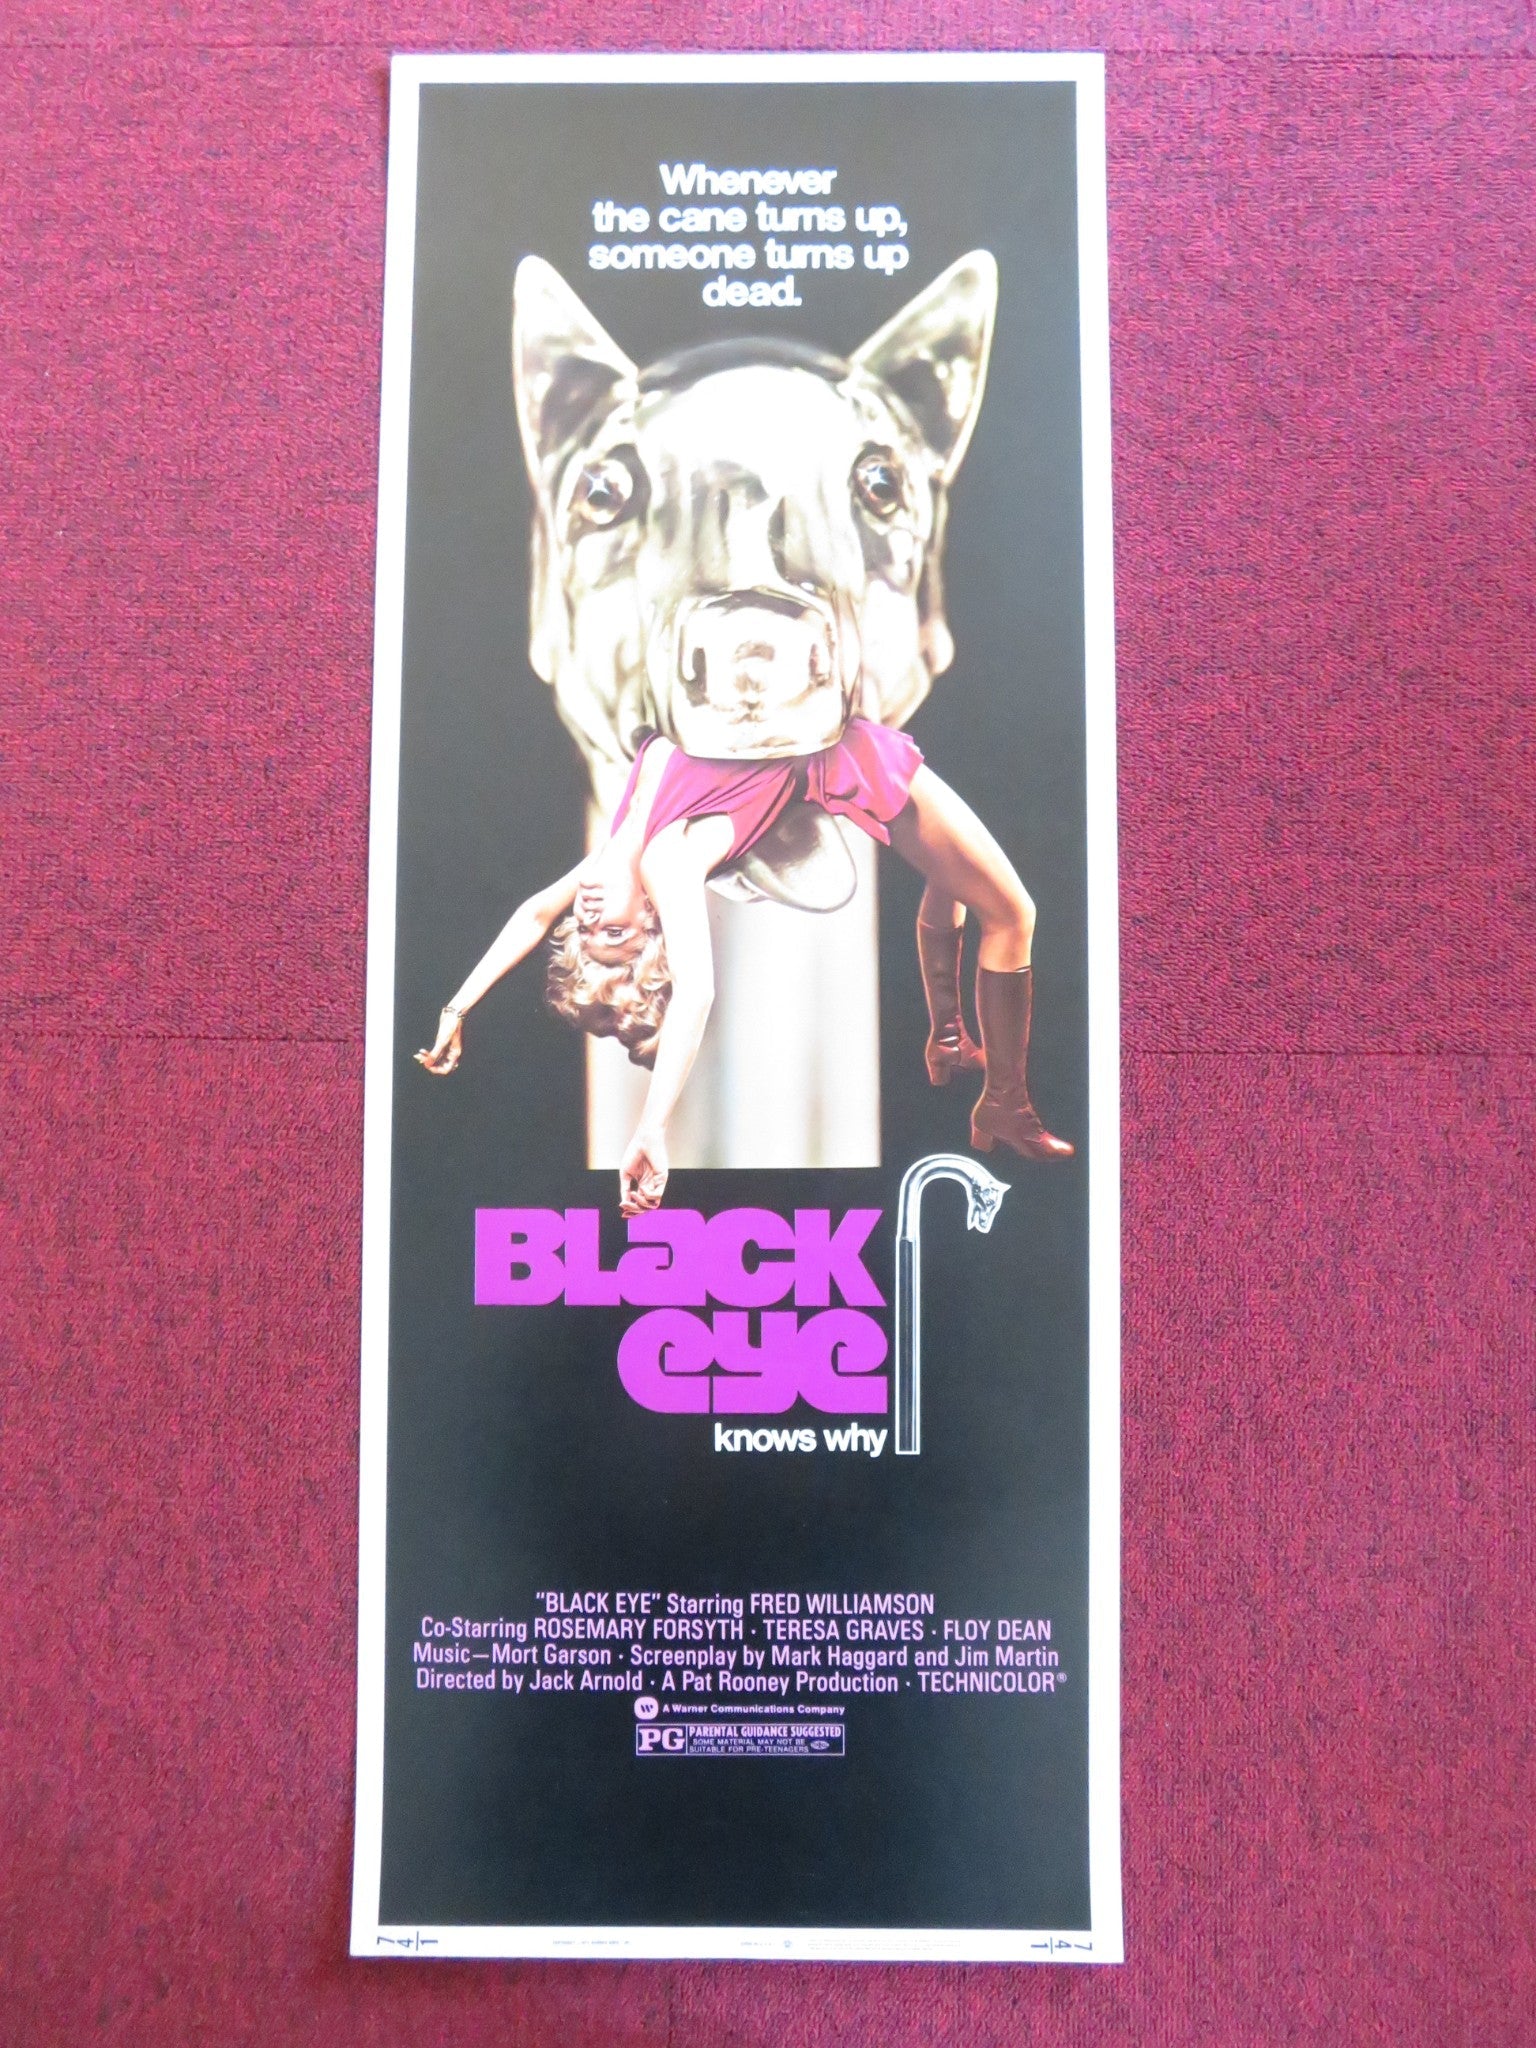 Whenever
the cane turns up,
someone turns up
dead.
BLacK
eye
knows why
"BLACK EYE" Starring FRED WILLIAMSON
Co-Starring ROSEMARY FORSYTH · TERESA GRAVES · FLOY DEAN
Music—Mort Garson · Screenplay by Mark Haggard and Jim Martin
Directed by Jack Arnold · A Pat Rooney Production · TECHNICOLOR®
A Warner Communications Company
PG PARENTAL GUIDANCE SUGGESTED
SOME MATERIAL MAY NOT BE
SUITABLE FOR PRE-TEENAGERS
74/1
74/1